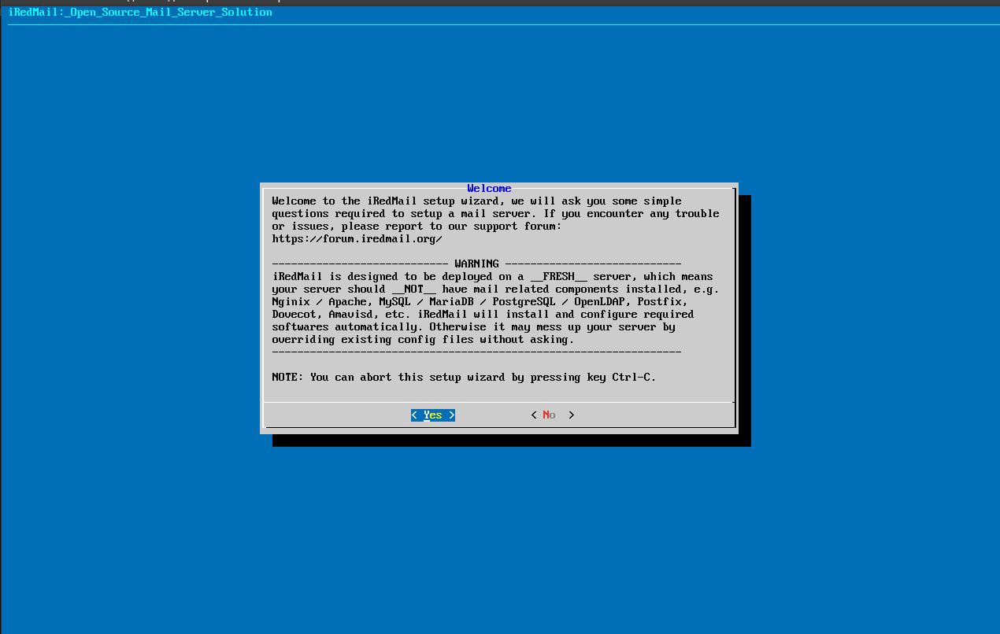 iRedMail:_Open_Source_Mail_Server_Solution
Welcome
Welcome to the iRedMail setup wizard, we will ask you some simple
questions required to setup a mail server. If you encounter any trouble
or issues, please report to our support forum:
https://forum.iredmail.org/
---------------------------- WARNING ----------------------------
iRedMail is designed to be deployed on a __FRESH__ server, which means
your server should __NOT__ have mail related components installed, e.g.
Nginix / Apache, MySQL / MariaDB / PostgreSQL / OpenLDAP, Postfix,
Dovecot, Amavisd, etc. iRedMail will install and configure required
softwares automatically. Otherwise it may mess up your server by
overriding existing config files without asking.
-----------------------------------------------------------------
NOTE: You can abort this setup wizard by pressing key Ctrl-C.
< Yes > < No >